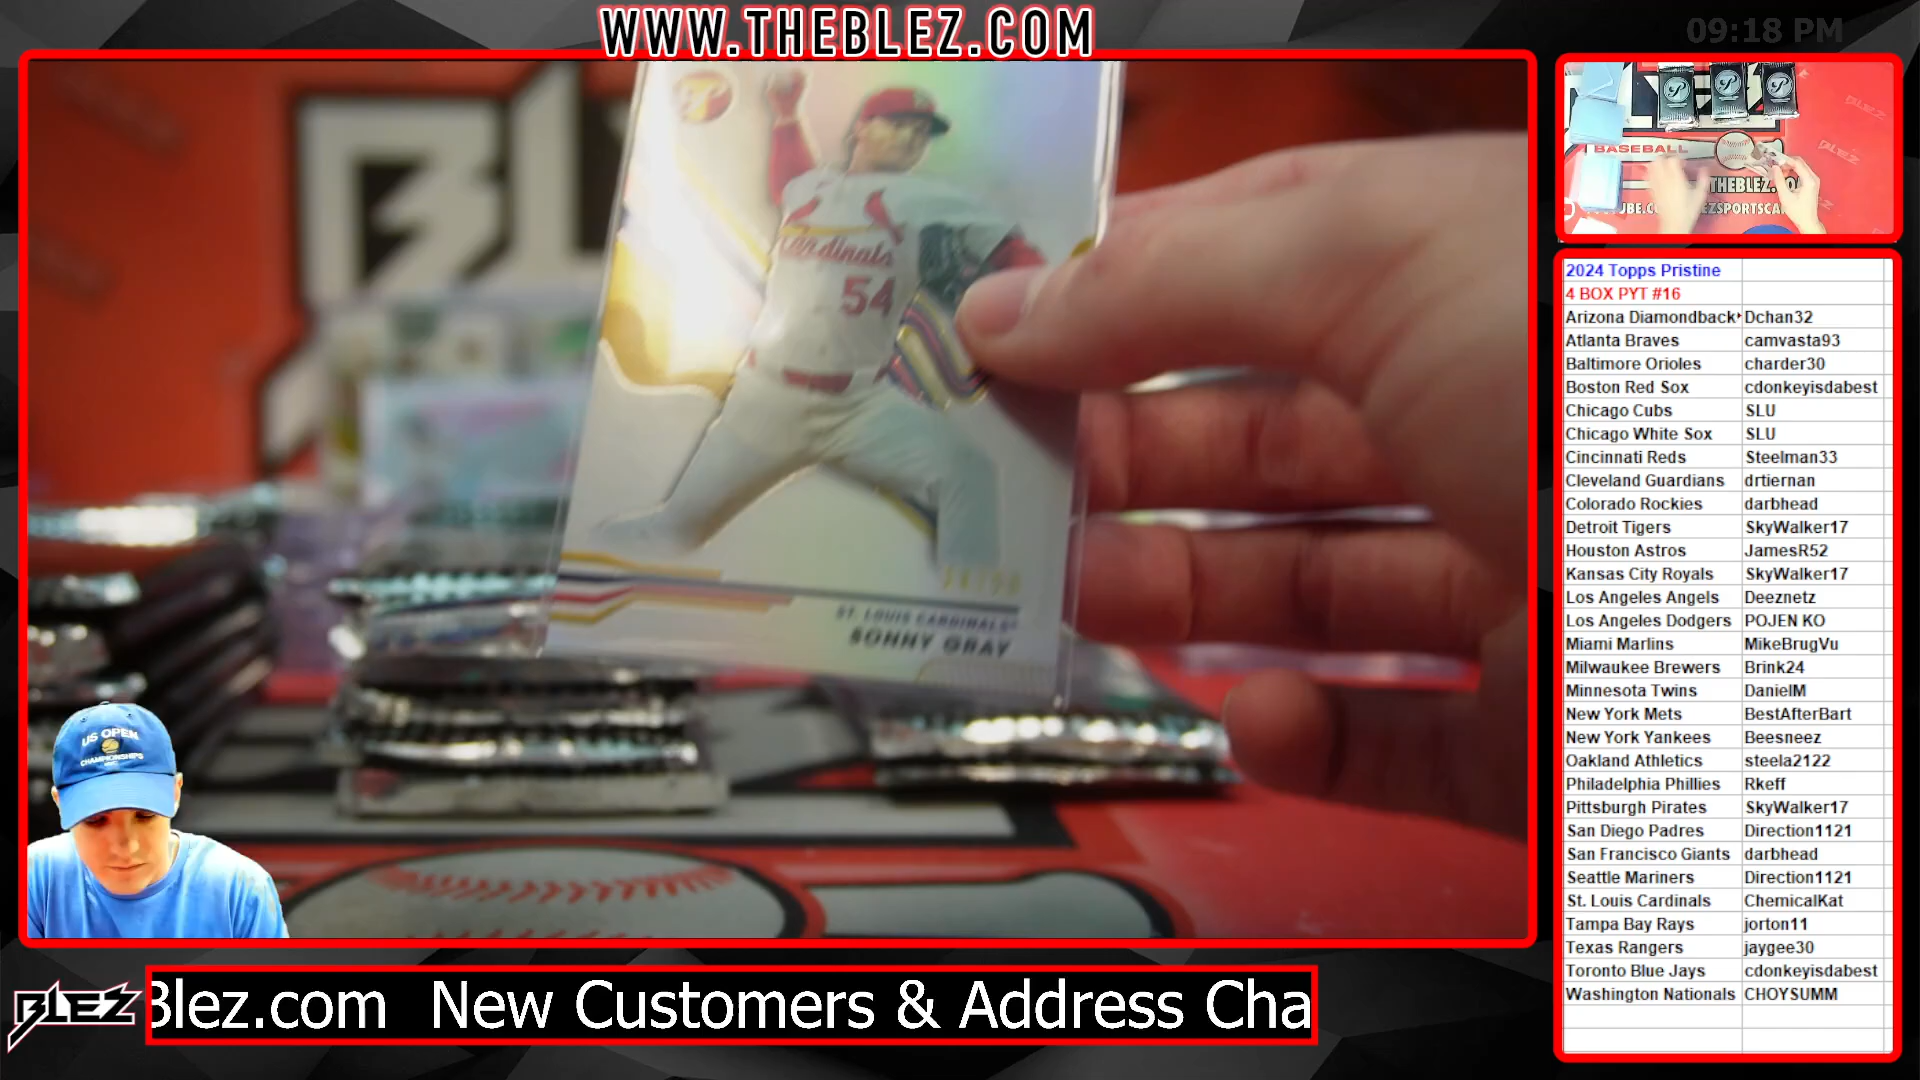 WWW.THEBLEZ.COM
09:18 PM
Cardinals
54
ST. LOUIS CARDINALS
SONNY GRAY
US OPEN
CHAMPIONSHIPS
BASEBALL
THEBLEZ.CO
2024 Topps Pristine
4 BOX PYT #16
Arizona Diamondback Dchan32
Atlanta Braves camvasta93
Baltimore Orioles charder30
Boston Red Sox cdonkeyisdabest
Chicago Cubs SLU
Chicago White Sox SLU
Cincinnati Reds Steelman33
Cleveland Guardians drtiernan
Colorado Rockies darbhead
Detroit Tigers SkyWalker17
Houston Astros JamesR52
Kansas City Royals SkyWalker17
Los Angeles Angels Deeznetz
Los Angeles Dodgers POJEN KO
Miami Marlins MikeBrugVu
Milwaukee Brewers Brink24
Minnesota Twins DanielM
New York Mets BestAfterBart
New York Yankees Beesneez
Oakland Athletics steela2122
Philadelphia Phillies Rkeff
Pittsburgh Pirates SkyWalker17
San Diego Padres Direction1121
San Francisco Giants darbhead
Seattle Mariners Direction1121
St. Louis Cardinals ChemicalKat
Tampa Bay Rays jorton11
Texas Rangers jaygee30
Toronto Blue Jays cdonkeyisdabest
Washington Nationals CHOYSUMM
BLEZ
Blez.com New Customers & Address Cha